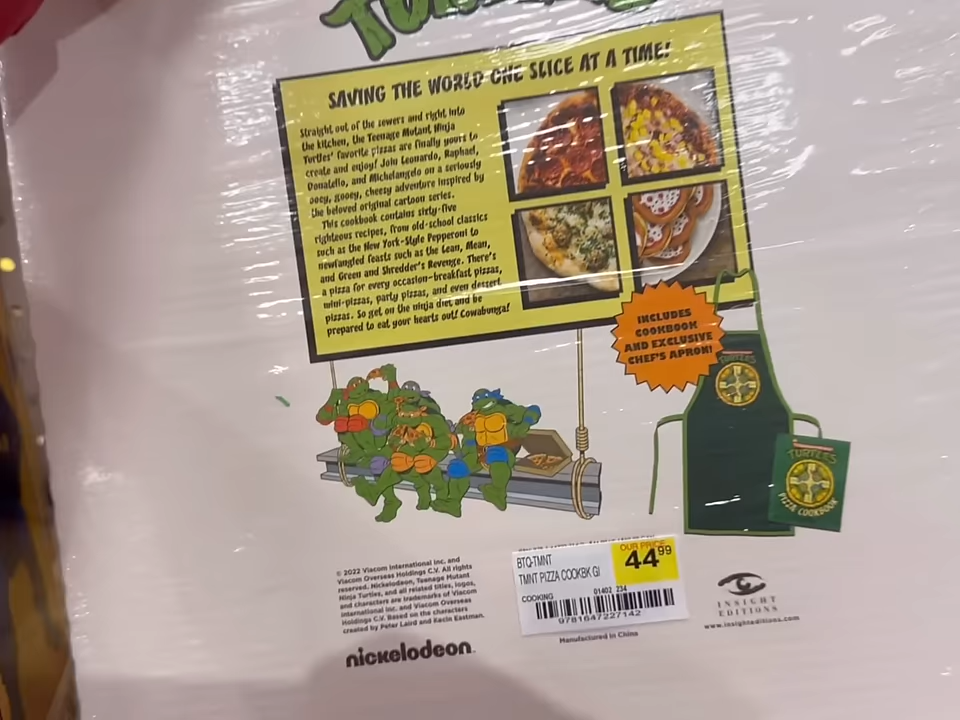 SAVING THE WORLD ONE SLICE AT A TIME!
Straight out of the sewers and right into
the kitchen, the Teenage Mutant Ninja
Turtles' favorite pizzas are finally yours to
create and enjoy! Join Leonardo, Raphael,
Donatello, and Michelangelo on a seriously
ooey, gooey, cheesy adventure inspired by
the beloved original cartoon series.
This cookbook contains sixty-five
righteous recipes, from old-school classics
such as the New York-Style Pepperoni to
newfangled feasts such as the Lean, Mean,
and Green and Shredder's Revenge. There's
a pizza for every occasion–breakfast pizzas,
mini-pizzas, party pizzas, and even dessert
pizzas. So get on the ninja diet and be
prepared to eat your hearts out! Cowabunga!
INCLUDES
COOKBOOK
AND EXCLUSIVE
CHEF'S APRON!
TURTLES
TURTLES
PIZZA COOKBOOK
© 2022 Viacom International Inc. and
Viacom Overseas Holdings C.V. All rights
reserved. Nickelodeon, Teenage Mutant
Ninja Turtles, and all related titles, logos,
and characters are trademarks of Viacom
International Inc. and Viacom Overseas
Holdings C.V. Based on the characters
created by Peter Laird and Kevin Eastman.
nickelodeon
BTQ-TMNT
TMNT PIZZA COOKBK GI
COOKING
OUR PRICE
44.99
01402 234
9781647227142
Manufactured in China
INSIGHT
EDITIONS
www.insighteditions.com